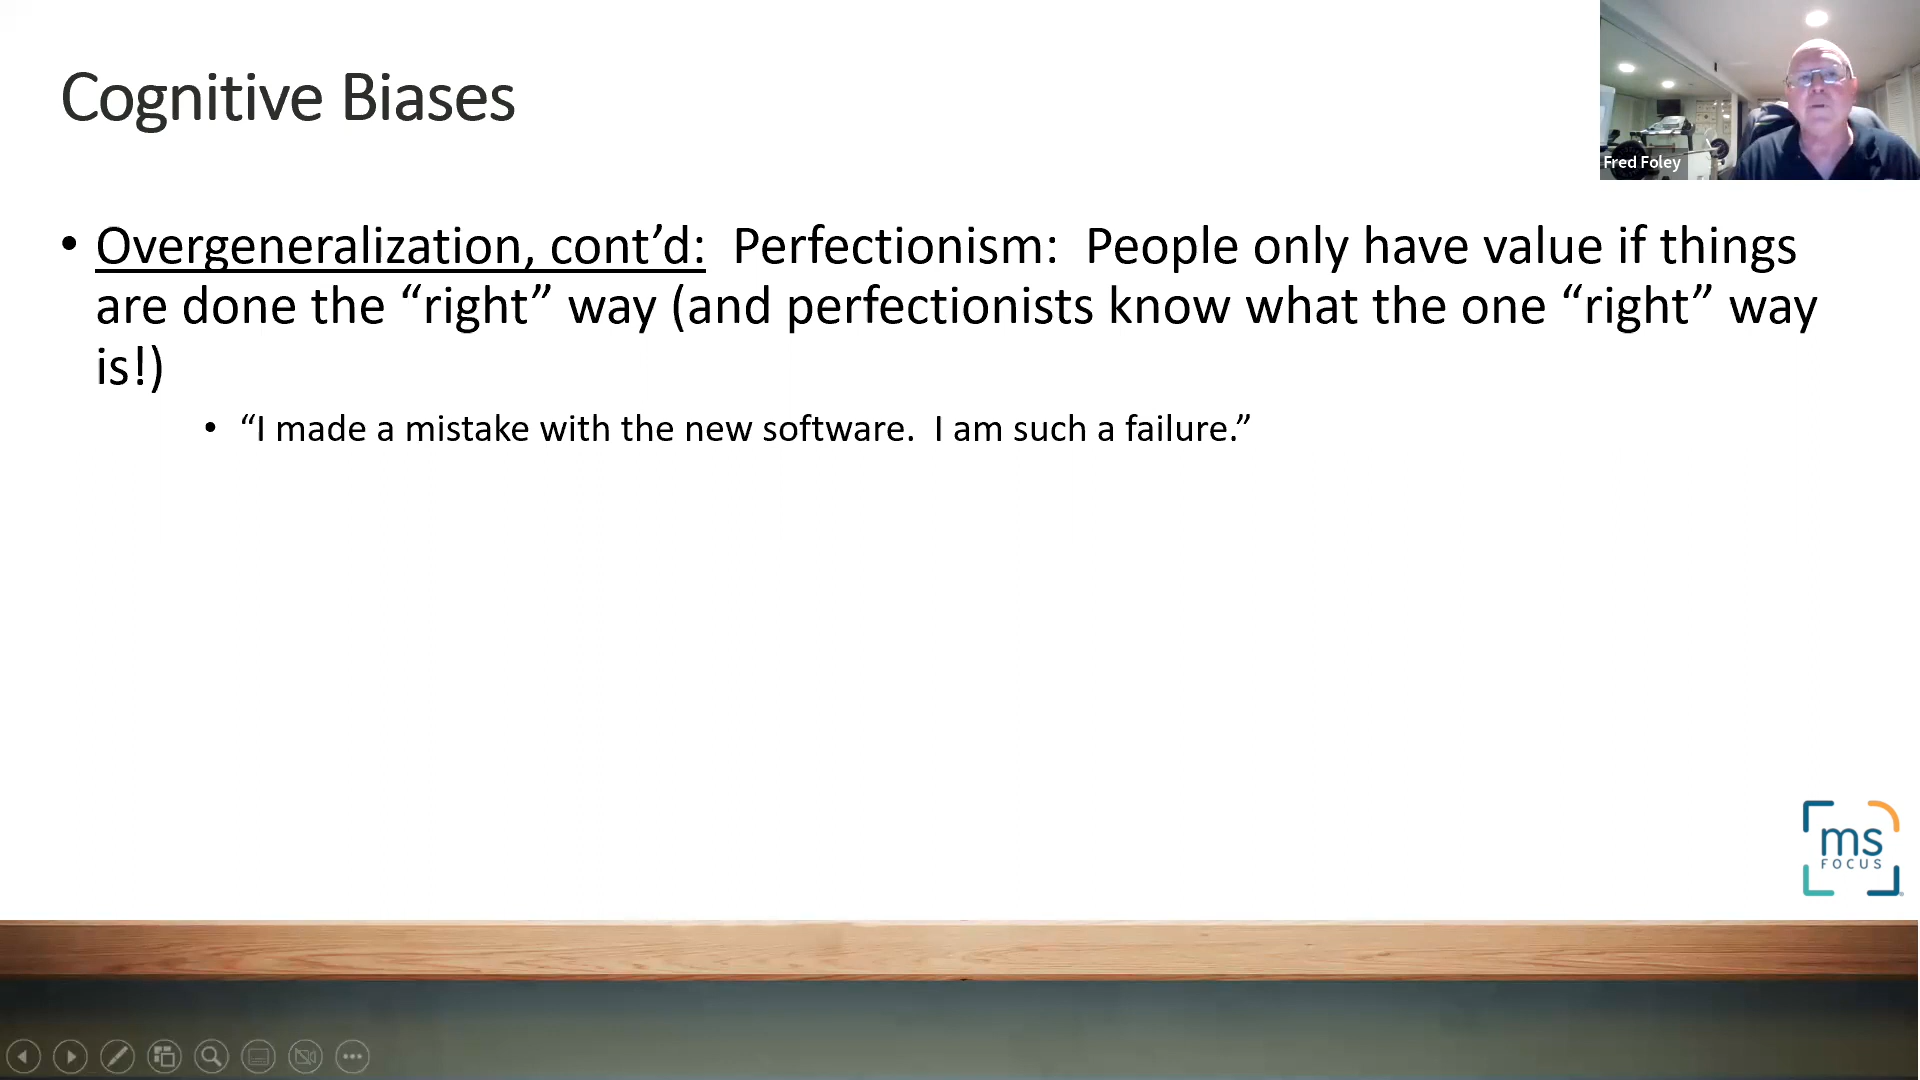 Cognitive Biases
Fred Foley
• Overgeneralization, cont’d:  Perfectionism:  People only have value if things
are done the “right” way (and perfectionists know what the one “right” way
is!)
• “I made a mistake with the new software.  I am such a failure.”
ms
FOCUS